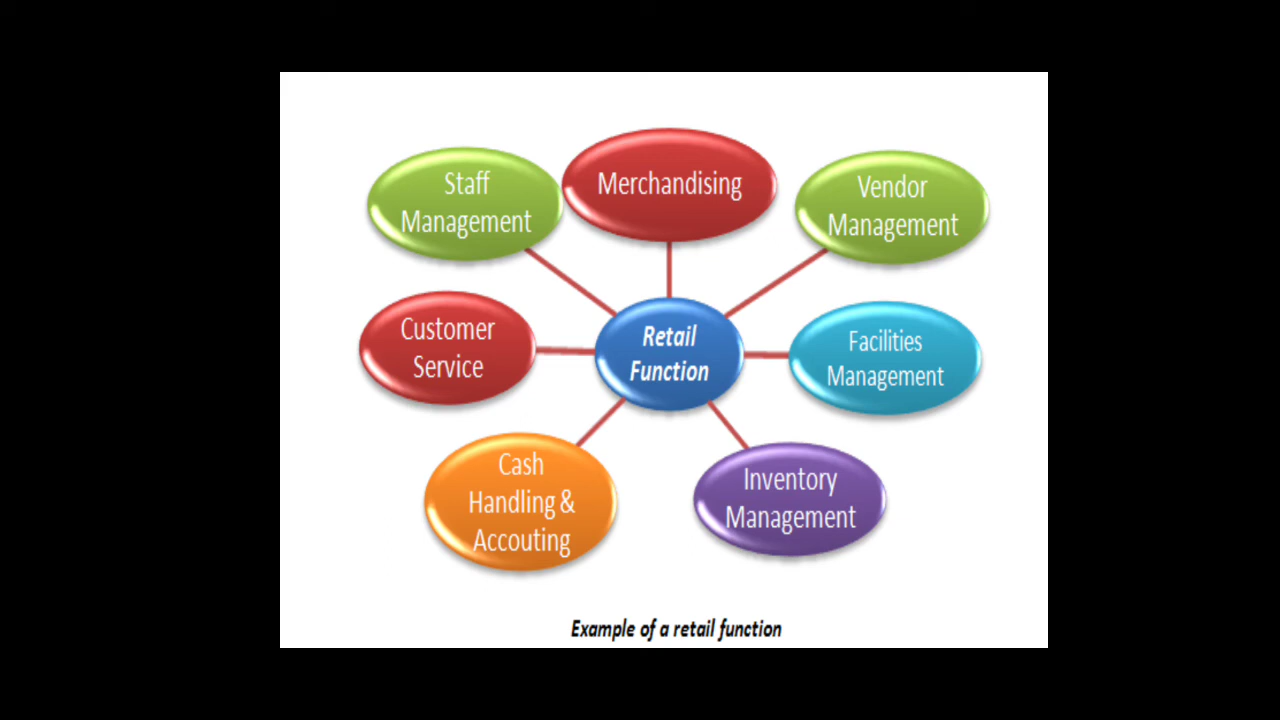 Staff
Management
Merchandising
Vendor
Management
Customer
Service
Retail
Function
Facilities
Management
Cash
Handling &
Accouting
Inventory
Management
Example of a retail function